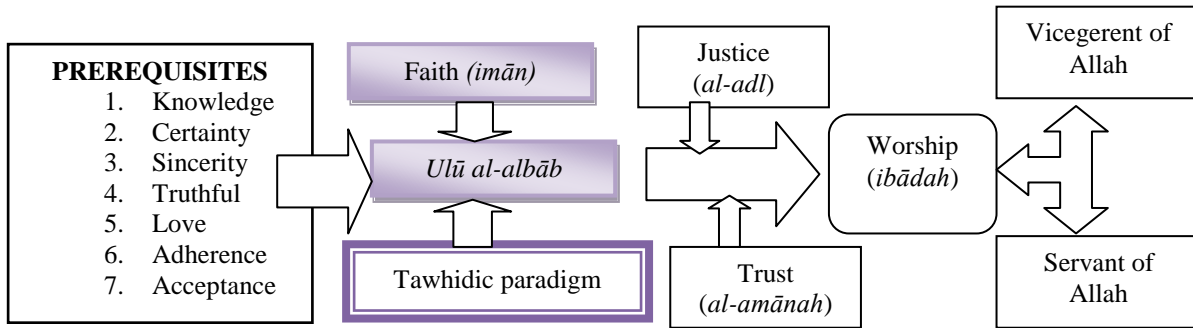 PREREQUISITES
1. Knowledge
2. Certainty
3. Sincerity
4. Truthful
5. Love
6. Adherence
7. Acceptance
Faith (imān)
Ulū al-albāb
Tawhidic paradigm
Justice
(al-adl)
Trust
(al-amānah)
Worship
(ibādah)
Vicegerent of
Allah
Servant of
Allah